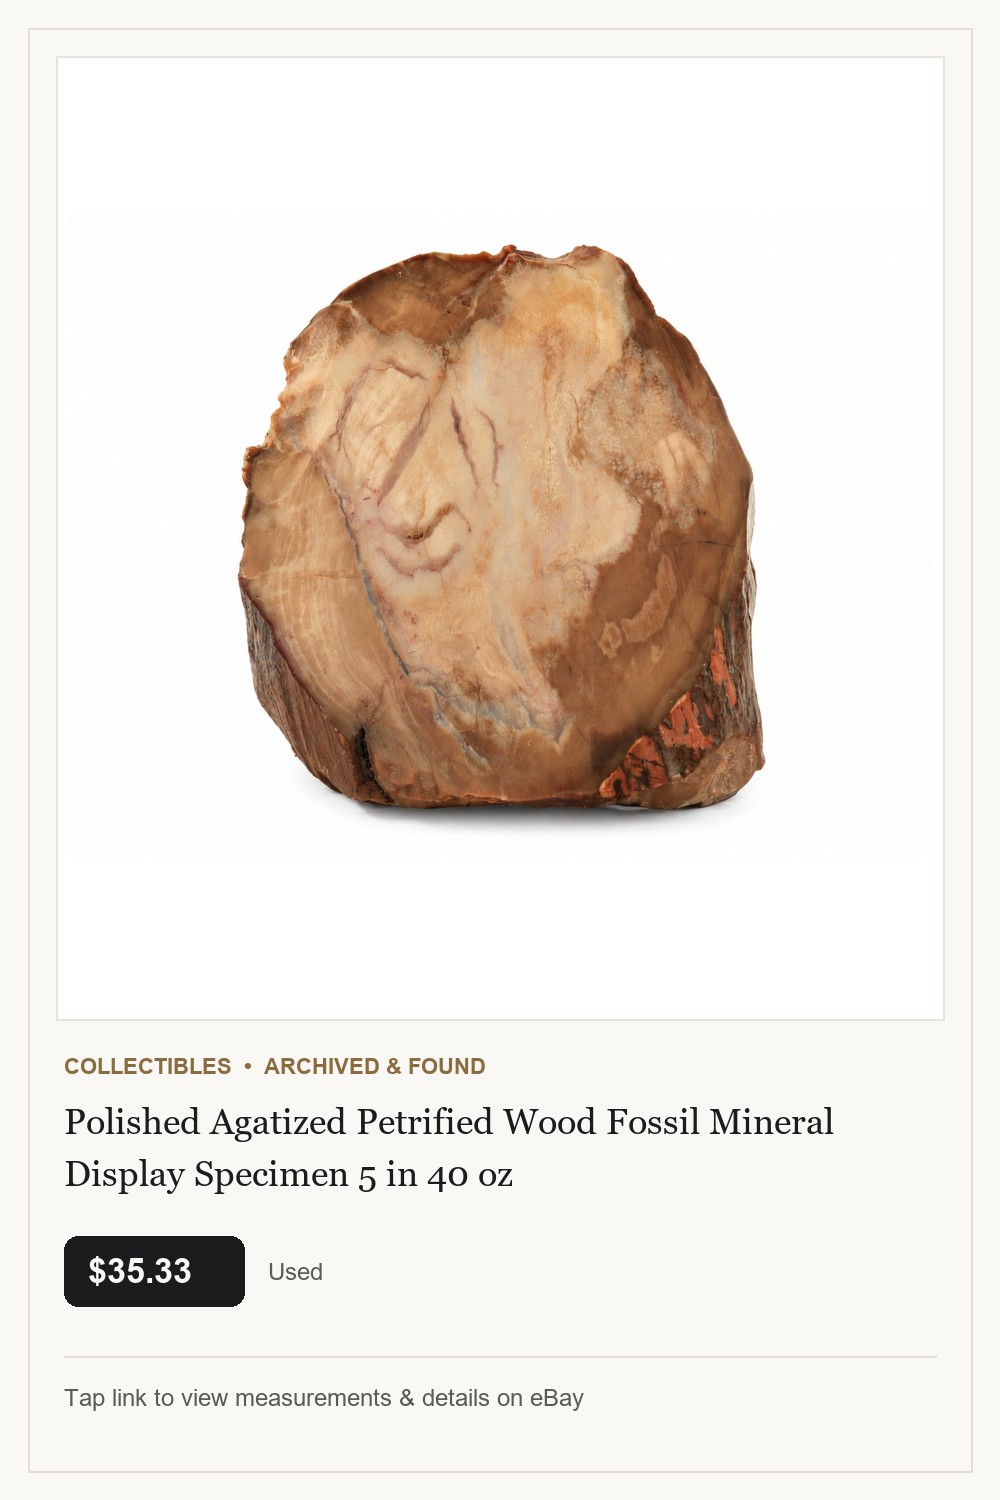 COLLECTIBLES • ARCHIVED & FOUND
Polished Agatized Petrified Wood Fossil Mineral
Display Specimen 5 in 40 oz
$35.33
Used
Tap link to view measurements & details on eBay